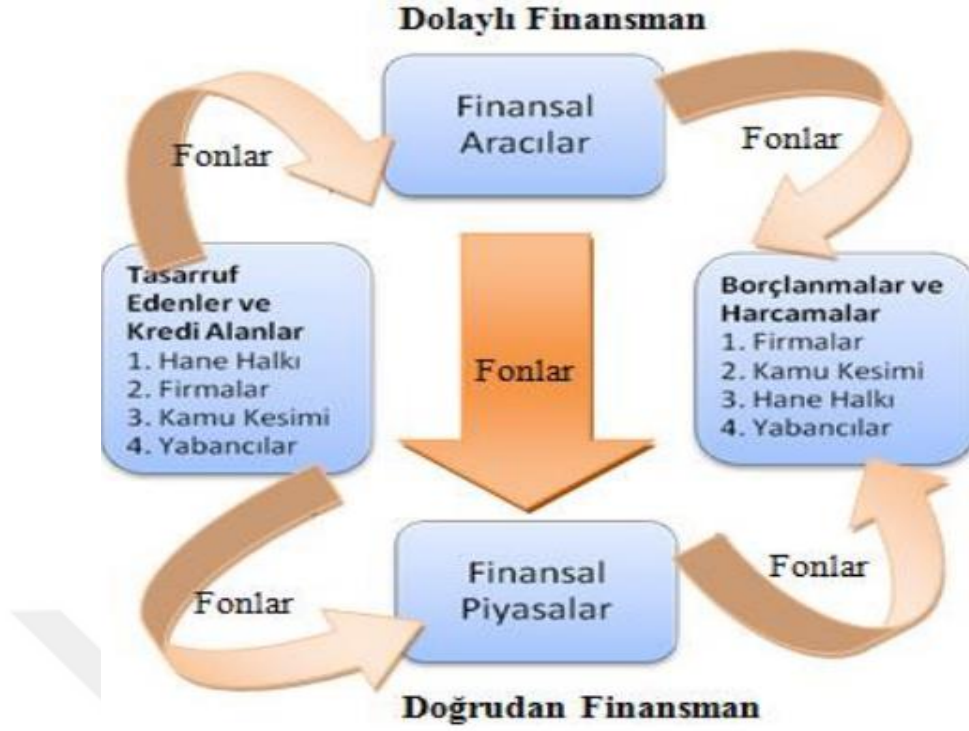 Dolaylı Finansman
Finansal
Aracılar
Fonlar
Fonlar
Tasarruf
Edenler ve
Kredi Alanlar
1. Hane Halkı
2. Firmalar
3. Kamu Kesimi
4. Yabancılar
Fonlar
Borçlanmalar ve
Harcamalar
1. Firmalar
2. Kamu Kesimi
3. Hane Halkı
4. Yabancılar
Fonlar
Finansal
Piyasalar
Fonlar
Doğrudan Finansman